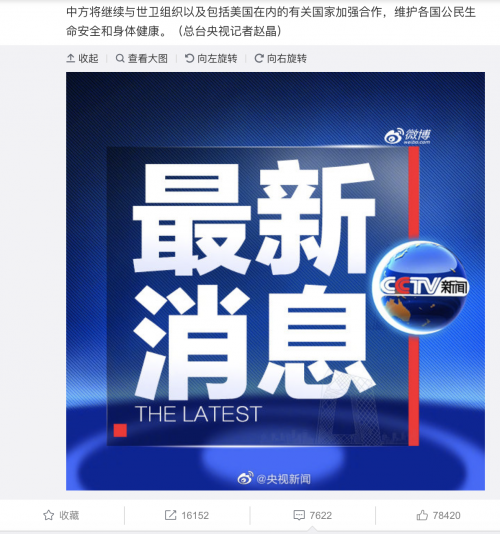 中方将继续与世卫组织以及包括美国在内的有关国家加强合作，维护各国公民生
命安全和身体健康。（总台央视记者赵晶）
收起 查看大图 向左旋转 向右旋转
微博
weibo.com
最新
CCTV新闻
消息
THE LATEST
@央视新闻
收藏 16152 7622 78420